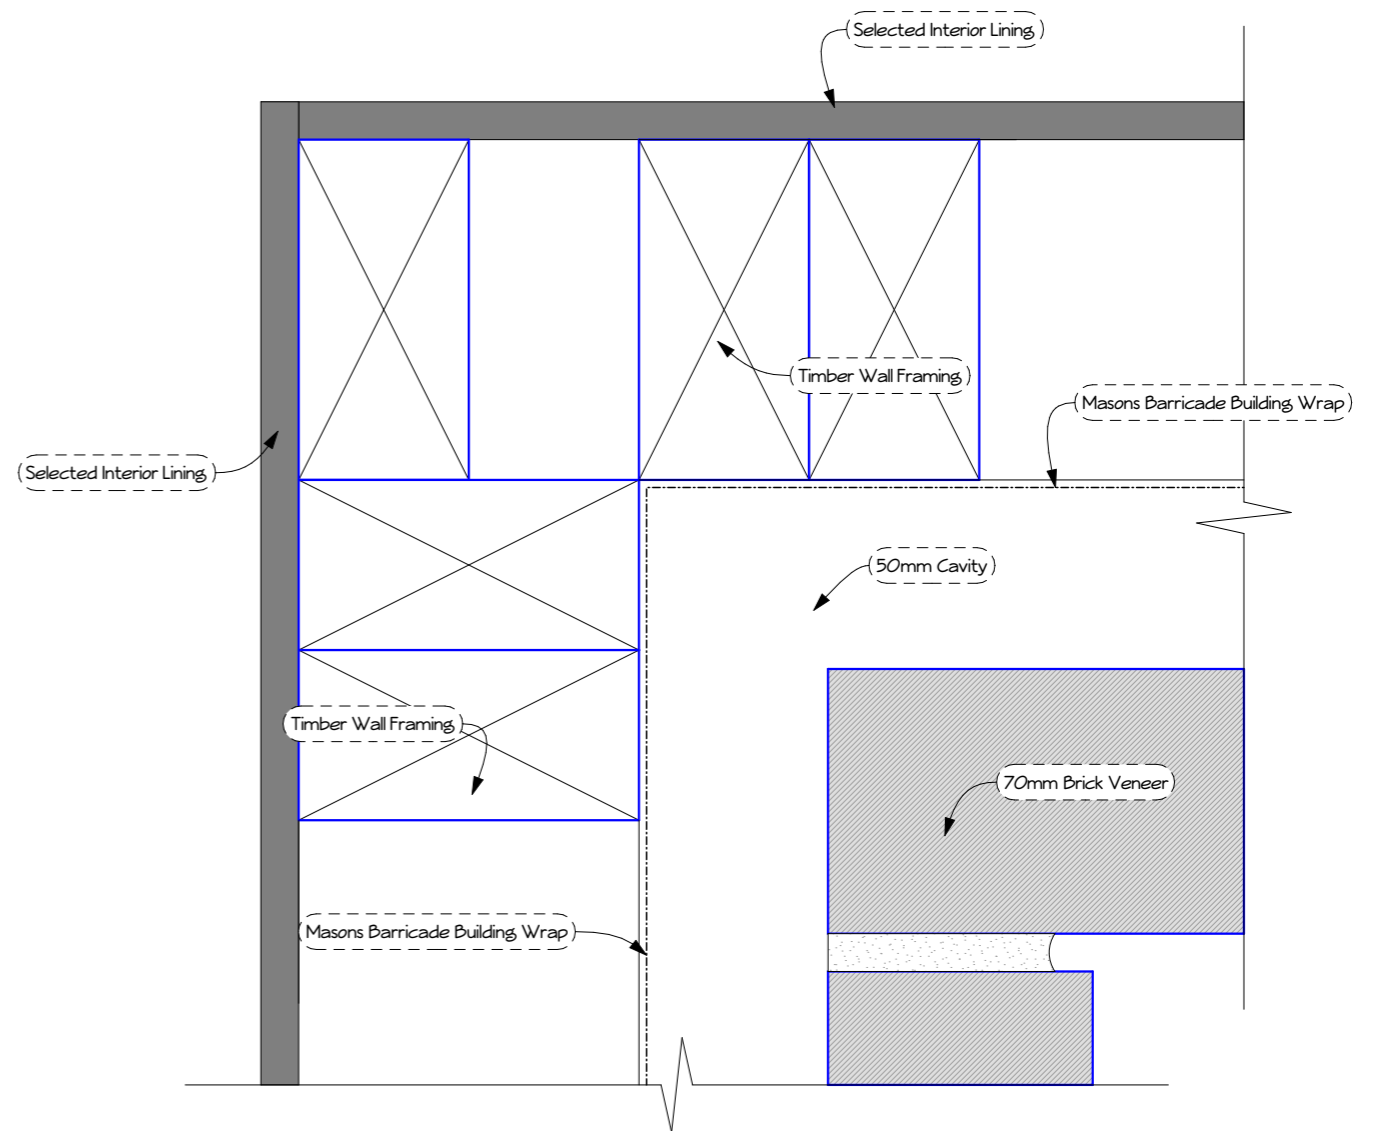 Selected Interior Lining
Timber Wall Framing
Masons Barricade Building Wrap
Selected Interior Lining
50mm Cavity
Timber Wall Framing
70mm Brick Veneer
Masons Barricade Building Wrap